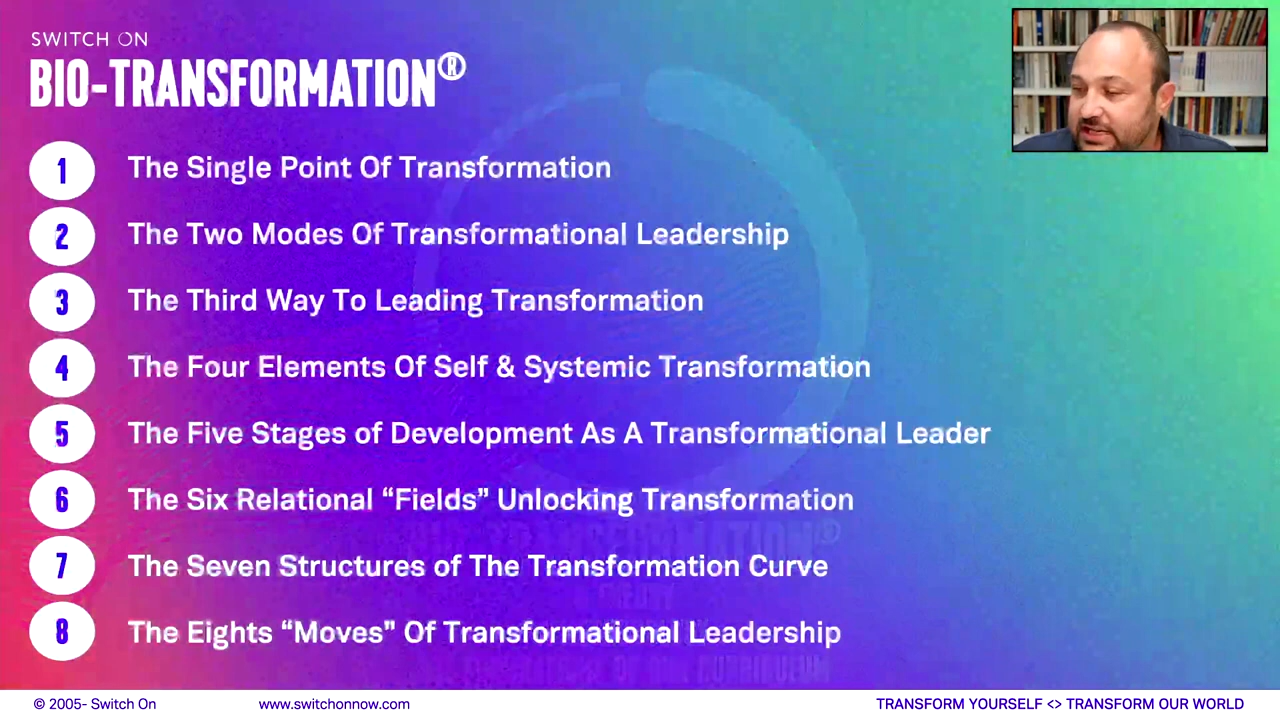 SWITCH ON
BIO-TRANSFORMATION®
1 The Single Point Of Transformation
2 The Two Modes Of Transformational Leadership
3 The Third Way To Leading Transformation
4 The Four Elements Of Self & Systemic Transformation
5 The Five Stages of Development As A Transformational Leader
6 The Six Relational “Fields” Unlocking Transformation
7 The Seven Structures of The Transformation Curve
8 The Eights “Moves” Of Transformational Leadership
BIO-TRANSFORMATION®
© 2005- Switch On
www.switchonnow.com
TRANSFORM YOURSELF <> TRANSFORM OUR WORLD